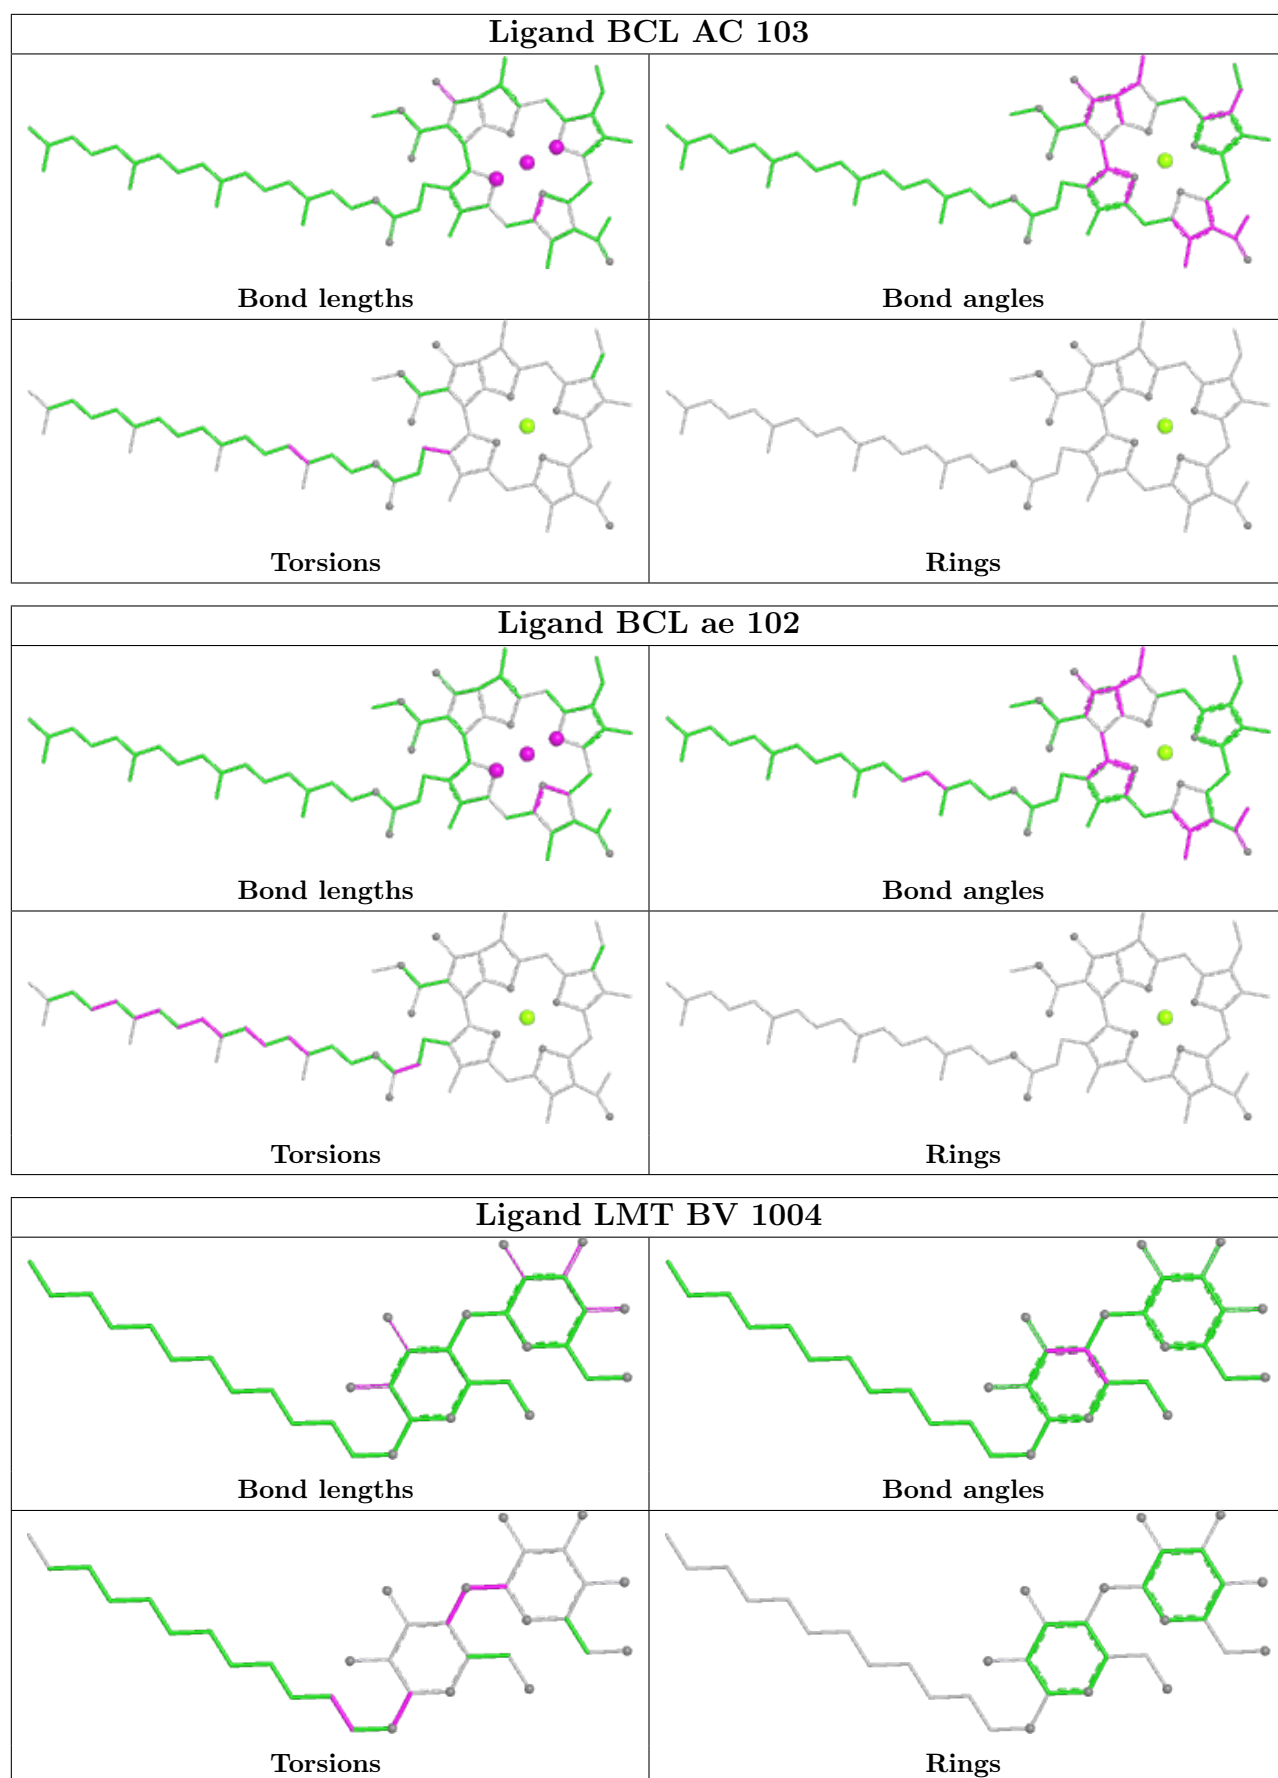 Ligand BCL AC 103
Bond lengths
Bond angles
Torsions
Rings
Ligand BCL ae 102
Bond lengths
Bond angles
Torsions
Rings
Ligand LMT BV 1004
Bond lengths
Bond angles
Torsions
Rings